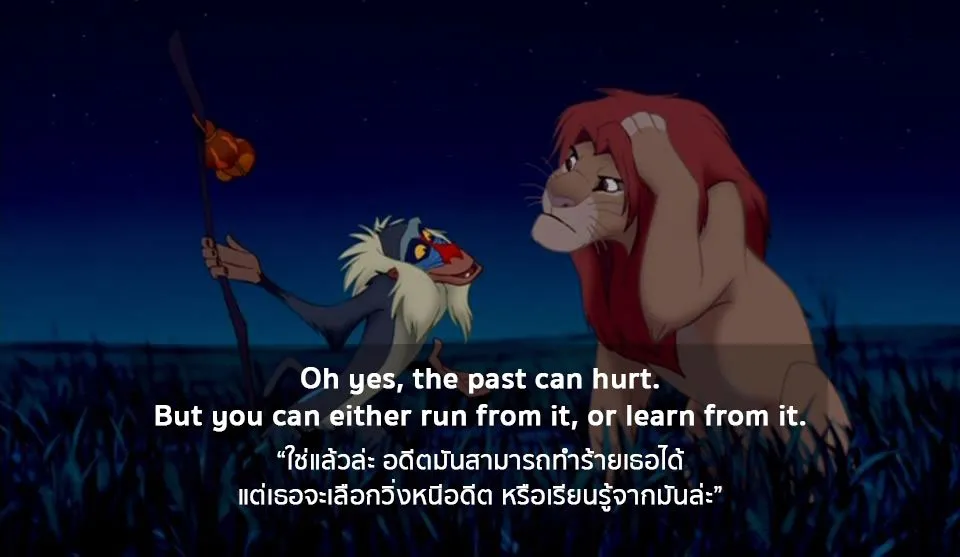 Oh yes, the past can hurt.
But you can either run from it, or learn from it.
“ใช่แล้วล่ะ อดีตมันสามารถทำร้ายเธอได้
แต่เธอจะเลือกวิ่งหนีอดีต หรือเรียนรู้จากมันล่ะ”